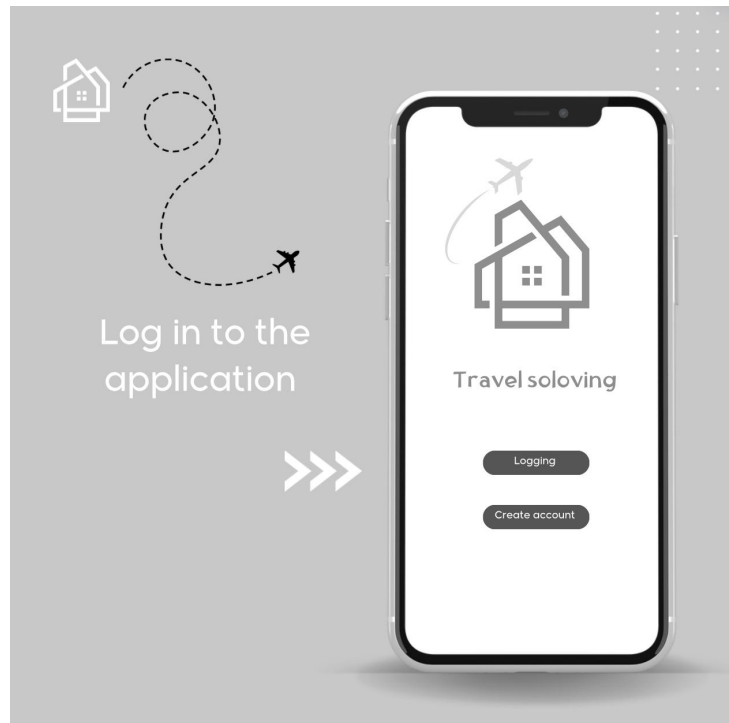 Log in to the
application
Travel soloving
Logging
Create account